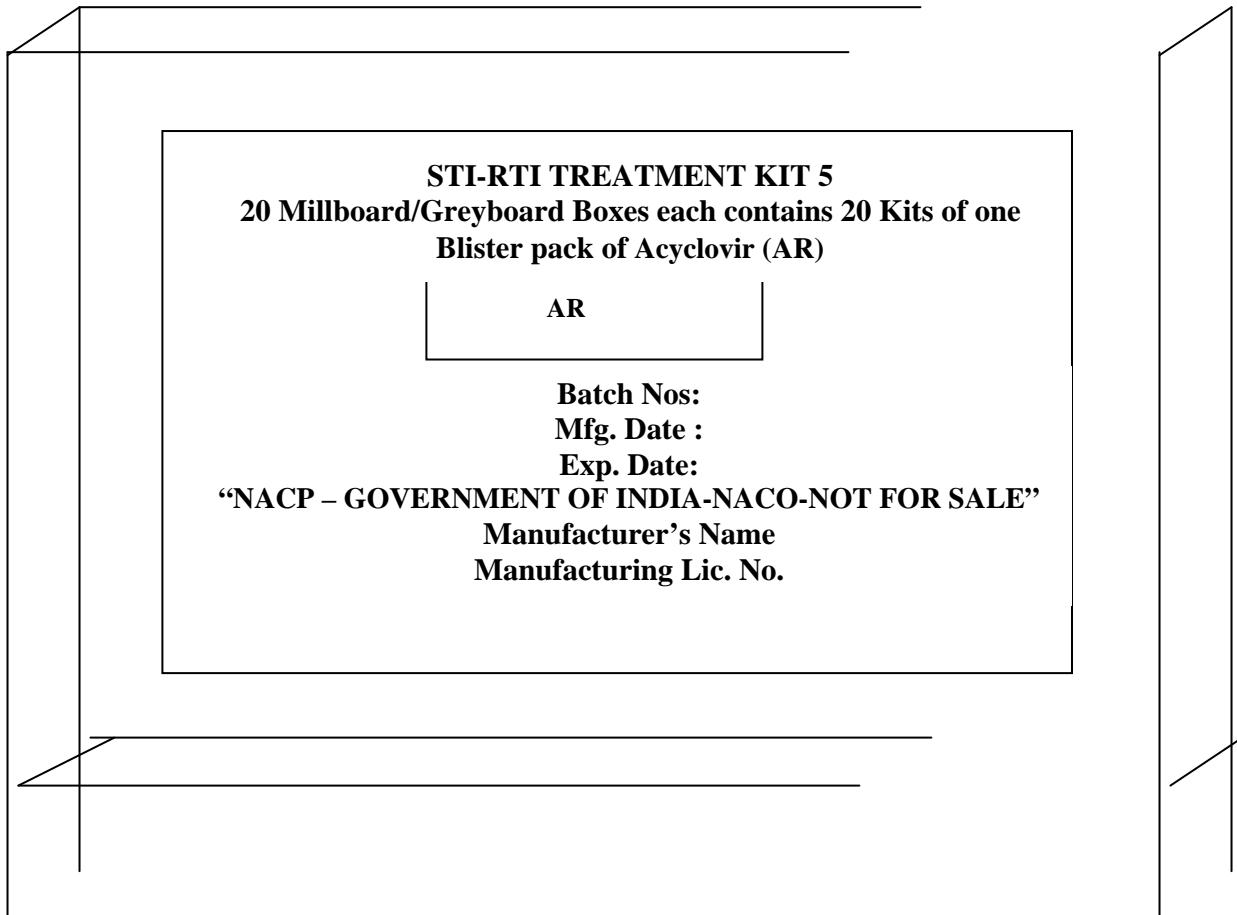 STI-RTI TREATMENT KIT 5
20 Millboard/Greyboard Boxes each contains 20 Kits of one
Blister pack of Acyclovir (AR)
AR
Batch Nos:
Mfg. Date :
Exp. Date:
“NACP – GOVERNMENT OF INDIA-NACO-NOT FOR SALE”
Manufacturer’s Name
Manufacturing Lic. No.